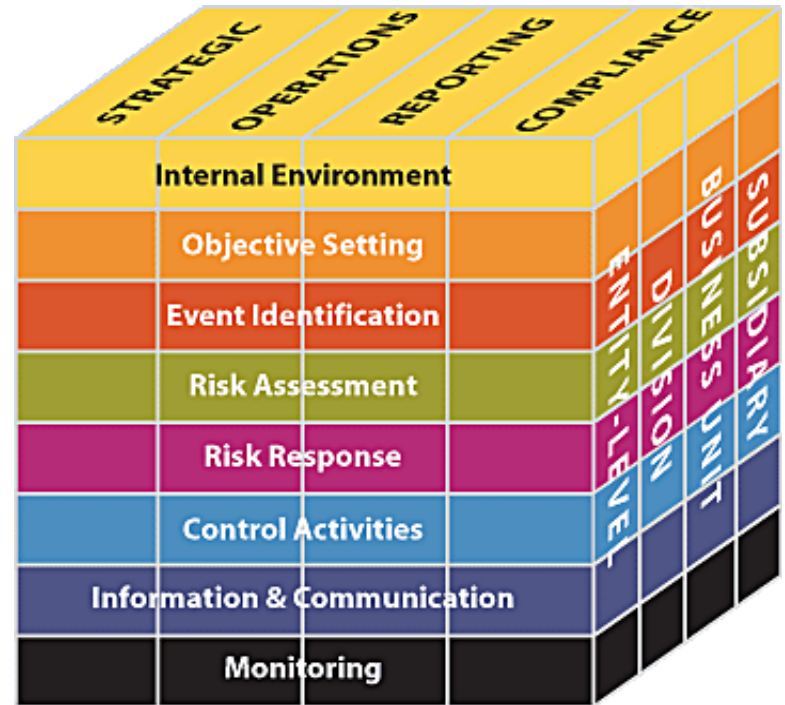 STRATEGIC
OPERATIONS
REPORTING
COMPLIANCE
Internal Environment
Objective Setting
Event Identification
Risk Assessment
Risk Response
Control Activities
Information & Communication
Monitoring
ENTITY-LEVEL
DIVISION
BUSINESS UNIT
SUBSIDIARY